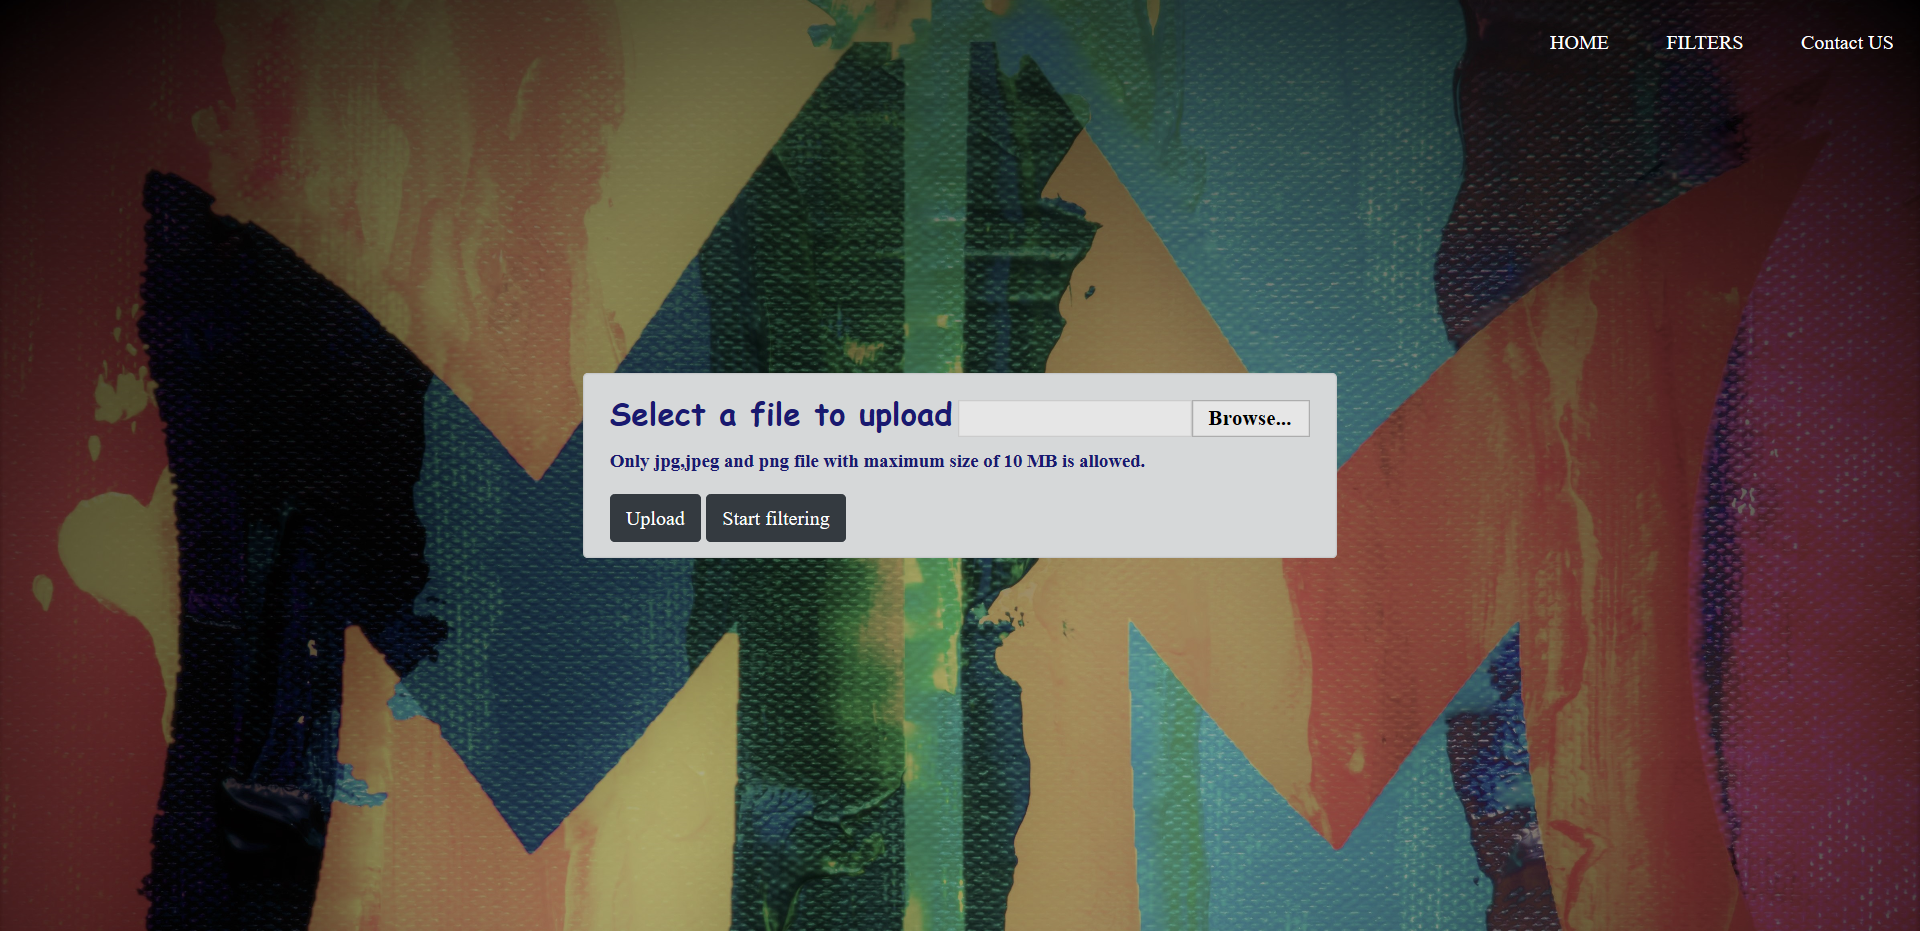 HOME FILTERS Contact US
Select a file to upload Browse...
Only jpg,jpeg and png file with maximum size of 10 MB is allowed.
Upload Start filtering